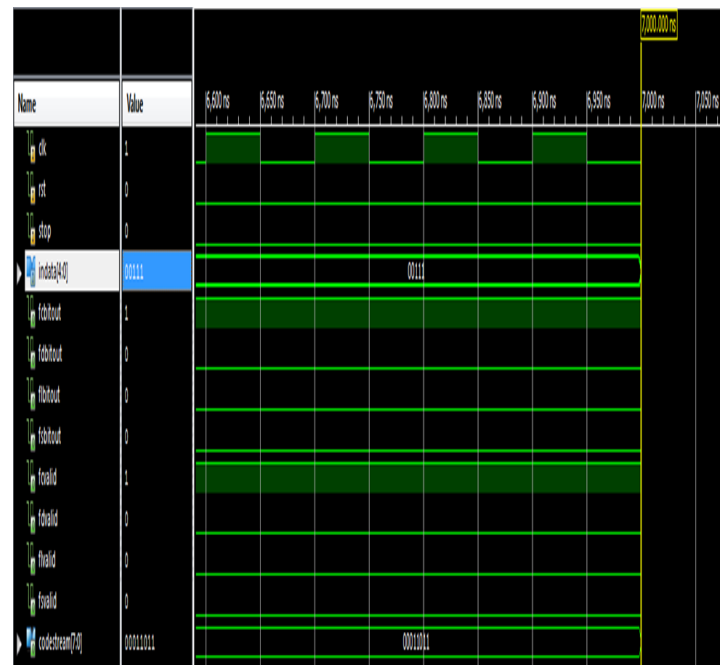 7,000.000 ns
Name Value 6,600 ns 6,650 ns 6,700 ns 6,750 ns 6,800 ns 6,850 ns 6,900 ns 6,950 ns 7,000 ns 7,050 ns
clk 1
rst 0
stop 0
indata[4:0] 00111 00111
fcbitout 1
fdbitout 0
flbitout 0
fsbitout 0
fcvalid 1
fdvalid 0
flvalid 0
fsvalid 0
codestream[7:0] 00011011 00011011